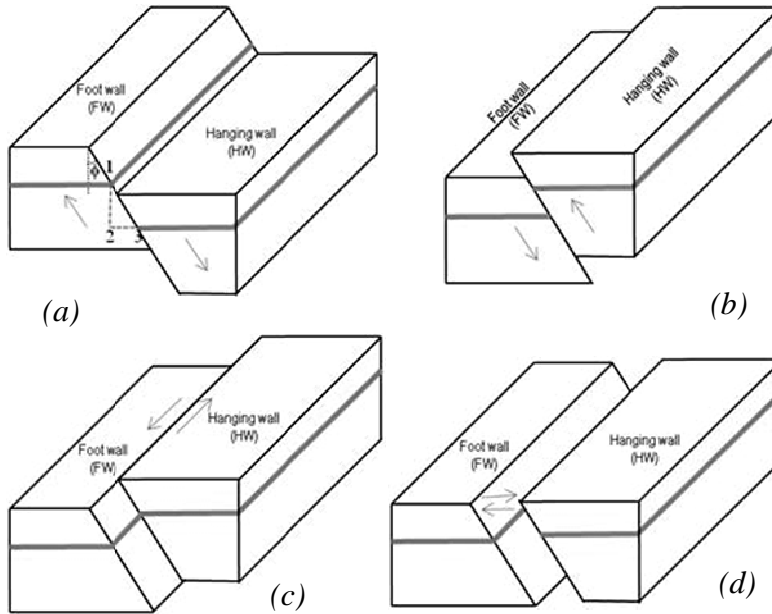 Foot wall
(FW)
Hanging wall
(HW)
ϕ 1
2 3
(a)
Foot wall
(FW)
Hanging wall
(HW)
(b)
Foot wall
(FW)
Hanging wall
(HW)
(c)
Foot wall
(FW)
Hanging wall
(HW)
(d)